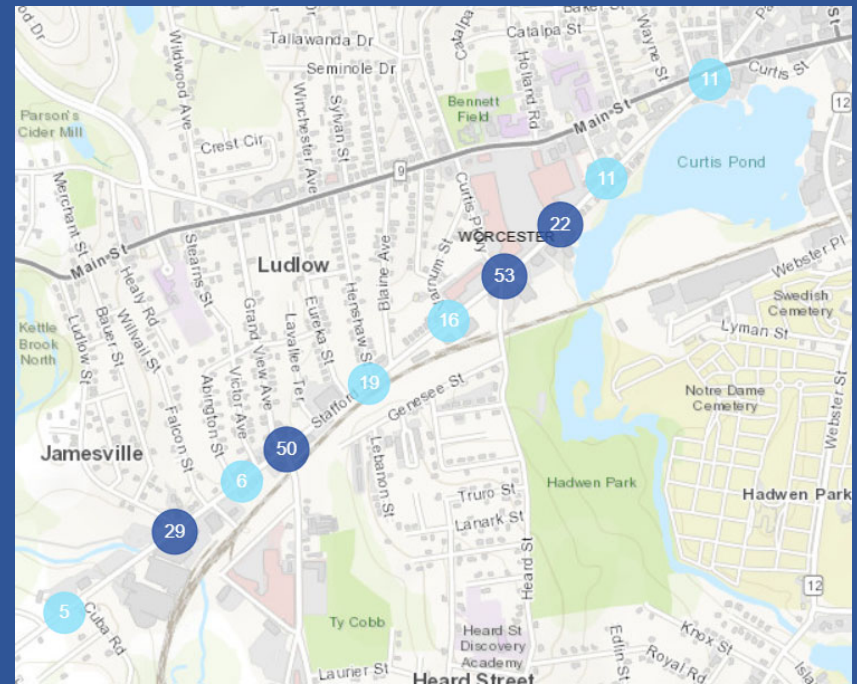 Tallawanda Dr
Seminole Dr
Catalpa St
Catalpa
Wayne St
Curtis St
11
12
Wildwood Ave
Winchester Ave
Sylvan St
Holland Rd
Parson's
Cider Mill
Crest Cir
Bennett
Field
Main St
9
Curtis Pond
11
Merchant St
Main St
Stearns St
Ludlow
Blaine Ave
22
WORCESTER
53
Webster Pl
Healy Rd
Willvail St
Bauer St
Ludlow St
Grand View Ave
Lavallee Ter
Eureka St
Henshaw St
16
Swedish
Cemetery
Lyman St
Kettle
Brook
North
19
Stafford
Genesee St
Notre Dame
Cemetery
Webster St
Abington St
Victor Ave
Falcon St
Jamesville
50
6
Lebanon St
Truro St
Lanark St
Hadwen Park
Hadwen Park
29
Heard St
5
Cuba Rd
12
Ty Cobb
Heard St
Discovery
Academy
Knox St
Edlin St
Royal Rd
Laurier St
Heard Street